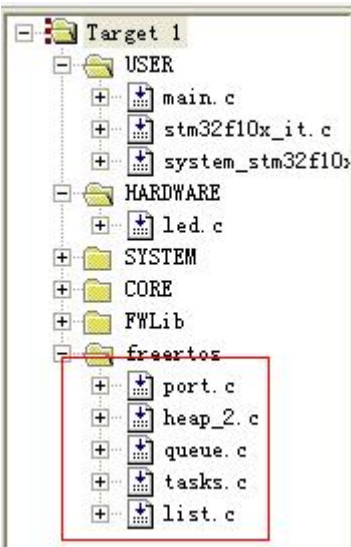 Target 1
USER
main.c
stm32f10x_it.c
system_stm32f10x
HARDWARE
led.c
SYSTEM
CORE
FWLib
freertos
port.c
heap_2.c
queue.c
tasks.c
list.c